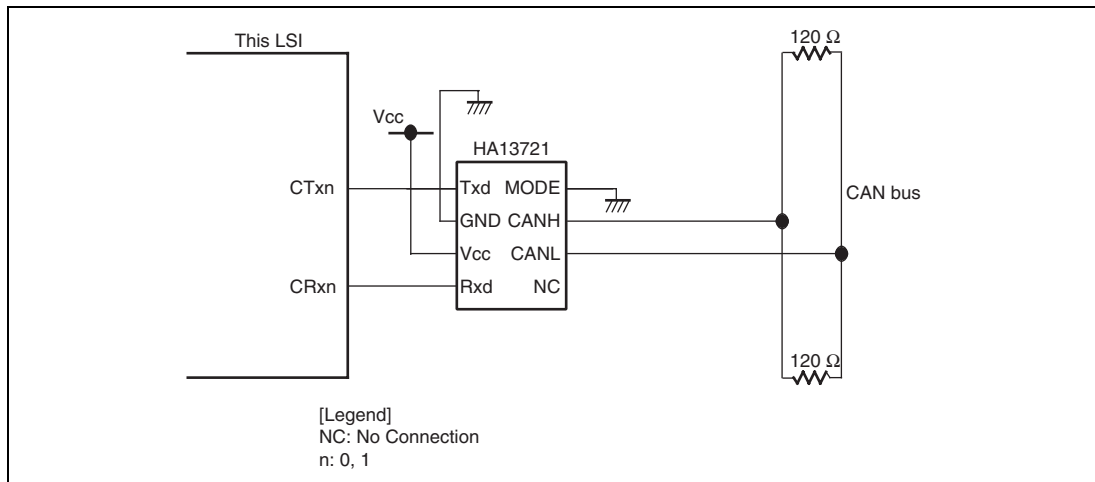 This LSI
120 Ω
Vcc
HA13721
CTxn
Txd MODE
CAN bus
GND CANH
Vcc CANL
CRxn
Rxd NC
120 Ω
[Legend]
NC: No Connection
n: 0, 1